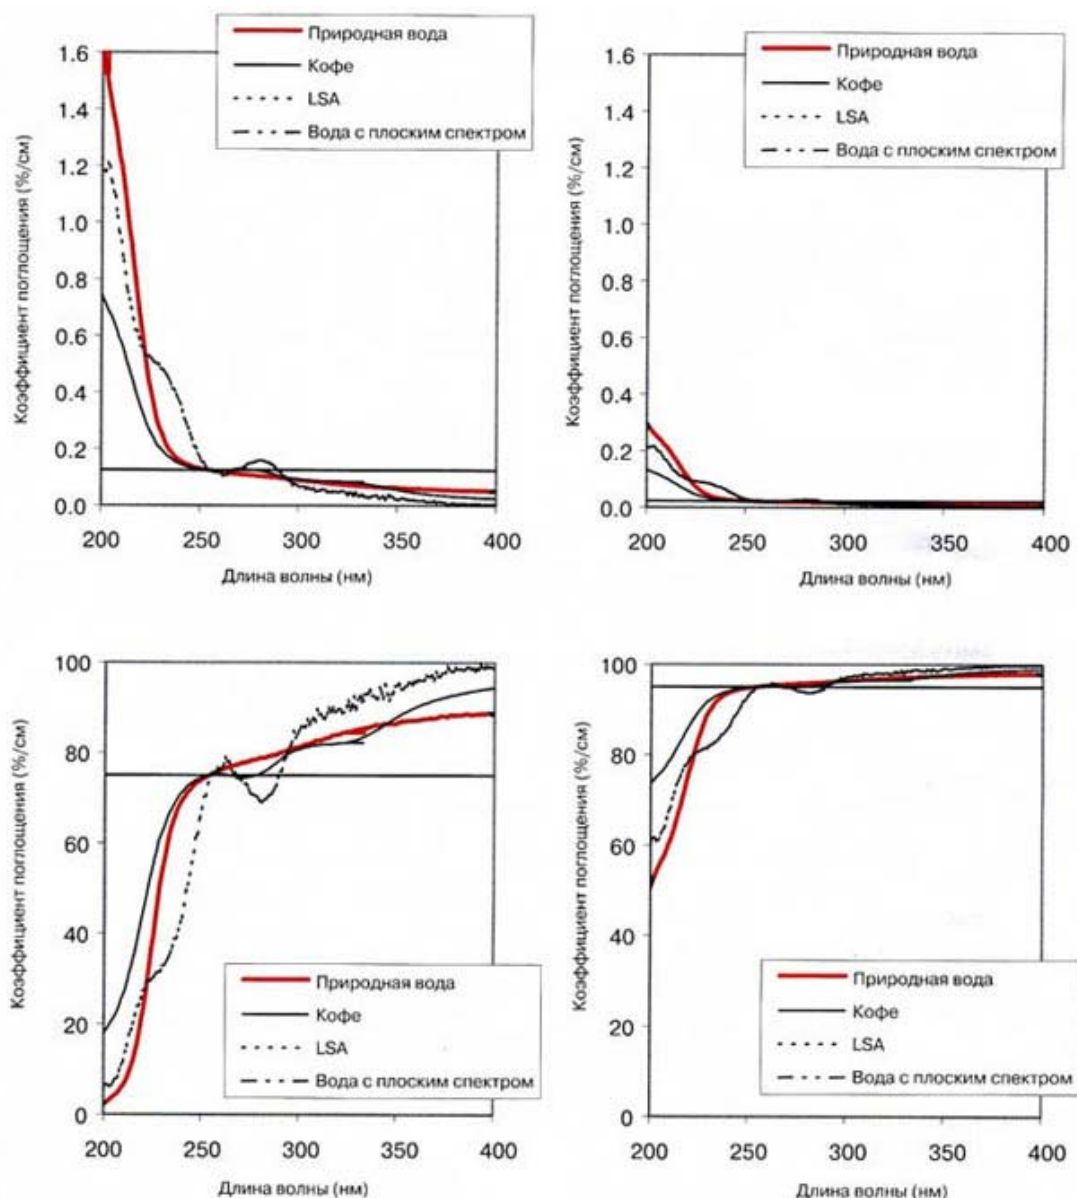 Природная вода
Кофе
LSA
Вода с плоским спектром
Коэффициент поглощения (%/см)
1.6
1.4
1.2
1.0
0.8
0.6
0.4
0.2
0.0
200 250 300 350 400
Длина волны (нм)
Природная вода
Кофе
LSA
Вода с плоским спектром
Коэффициент поглощения (%/см)
1.6
1.4
1.2
1.0
0.8
0.6
0.4
0.2
0.0
200 250 300 350 400
Длина волны (нм)
Коэффициент поглощения (%/см)
100
80
60
40
20
0
Природная вода
Кофе
LSA
Вода с плоским спектром
200 250 300 350 400
Длина волны (нм)
Коэффициент поглощения (%/см)
100
80
60
40
20
0
Природная вода
Кофе
LSA
Вода с плоским спектром
200 250 300 350 400
Длина волны (нм)